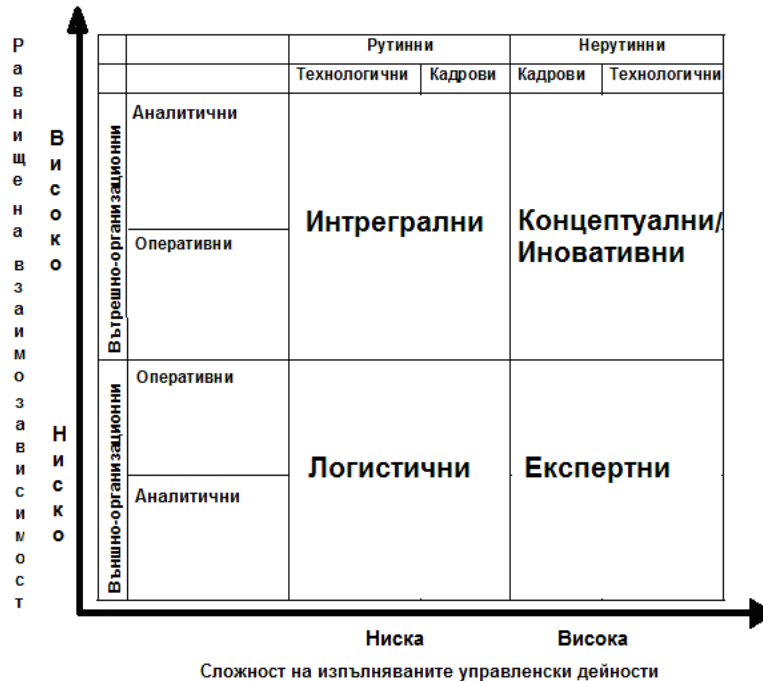 Равнище на взаимозависимост
Високо
Ниско
Рутинни
Нерутинни
Технологични
Кадрови
Кадрови
Технологични
Вътрешно-организационни
Аналитични
Оперативни
Интрегрални
Концептуални/
Иновативни
Външно-организационни
Оперативни
Аналитични
Логистични
Експертни
Ниска
Висока
Сложност на изпълняваните управленски дейности